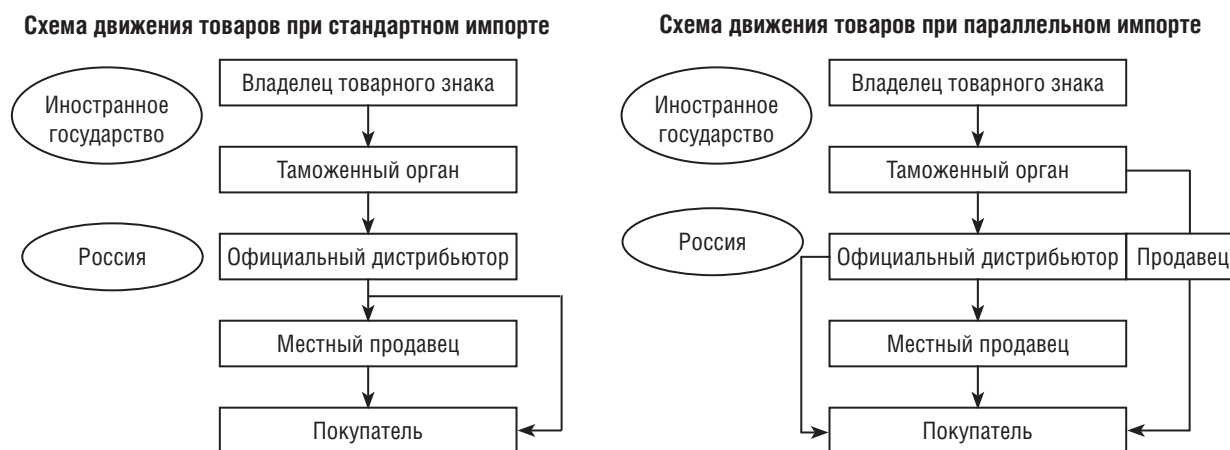 Схема движения товаров при стандартном импорте
Владелец товарного знака
Иностранное
государство
Таможенный орган
Россия
Официальный дистрибьютор
Местный продавец
Покупатель
Схема движения товаров при параллельном импорте
Владелец товарного знака
Иностранное
государство
Таможенный орган
Россия
Официальный дистрибьютор
Продавец
Местный продавец
Покупатель